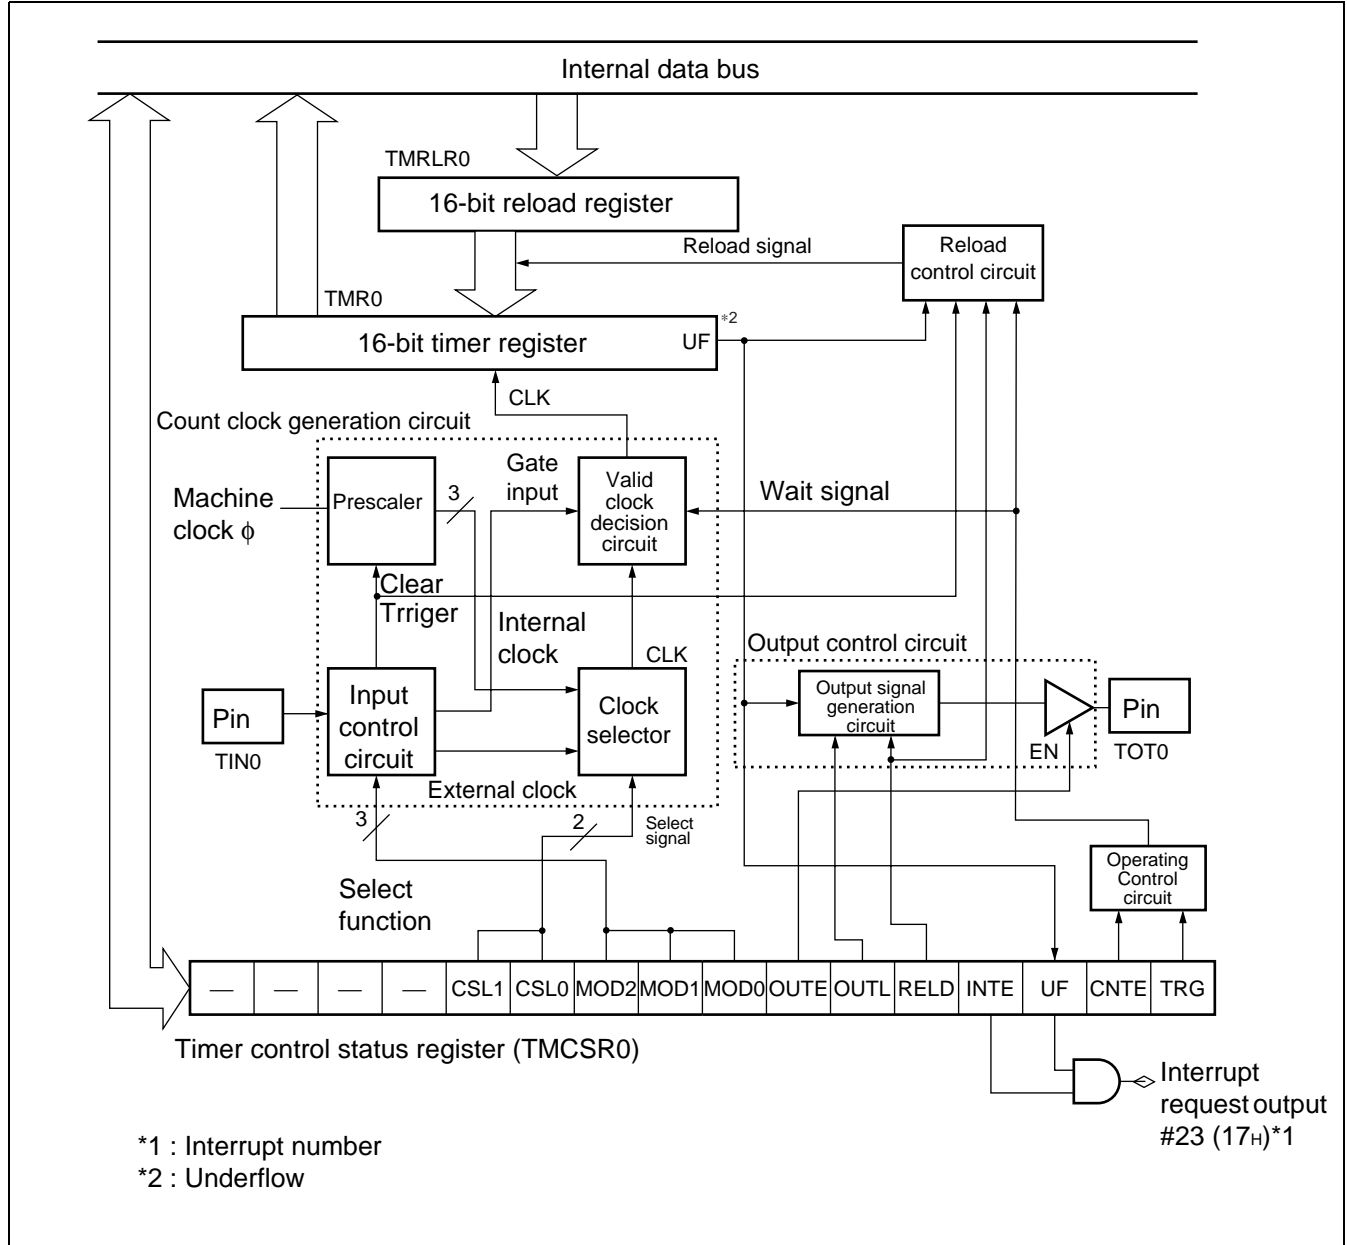 Internal data bus
TMRLR0
16-bit reload register
Reload signal
Reload
control circuit
TMR0
*2
16-bit timer register
UF
CLK
Count clock generation circuit
Machine
clock ϕ
Prescaler
3
Gate
input
Valid
clock
decision
circuit
Wait signal
Clear
Trriger
Internal
clock
CLK
Output control circuit
Pin
TIN0
Input
control
circuit
Clock
selector
External clock
Output signal
generation
circuit
EN
Pin
TOT0
3
2
Select
signal
Select
function
Operating
Control
circuit
— — — — CSL1 CSL0 MOD2 MOD1 MOD0 OUTE OUTL RELD INTE UF CNTE TRG
Timer control status register (TMCSR0)
Interrupt
request output
#23 (17H)*1
*1 : Interrupt number
*2 : Underflow